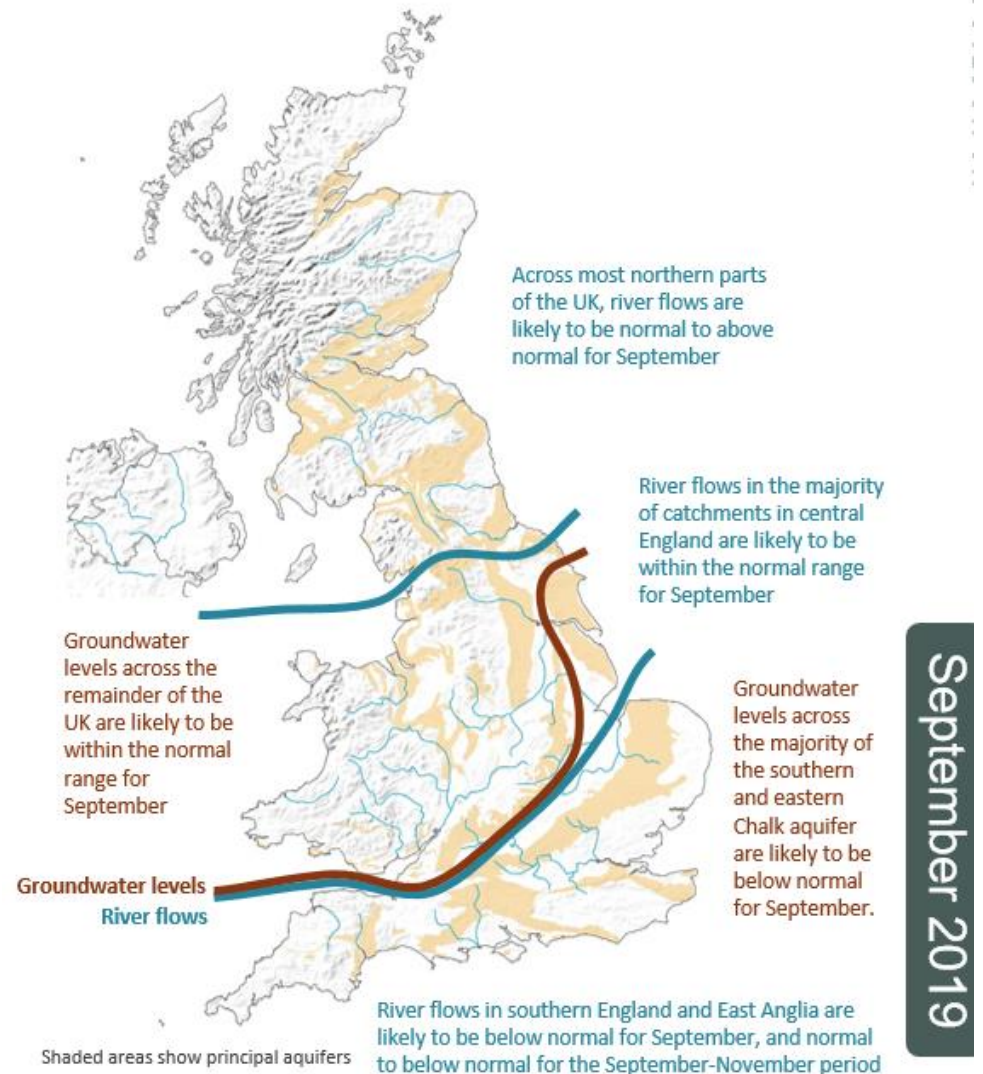 Across most northern parts
of the UK, river flows are
likely to be normal to above
normal for September
River flows in the majority
of catchments in central
England are likely to be
within the normal range
for September
Groundwater
levels across the
remainder of the
UK are likely to be
within the normal
range for
September
Groundwater
levels across
the majority of
the southern
and eastern
Chalk aquifer
are likely to be
below normal
for September.
Groundwater levels
River flows
September 2019
River flows in southern England and East Anglia are
likely to be below normal for September, and normal
to below normal for the September-November period
Shaded areas show principal aquifers